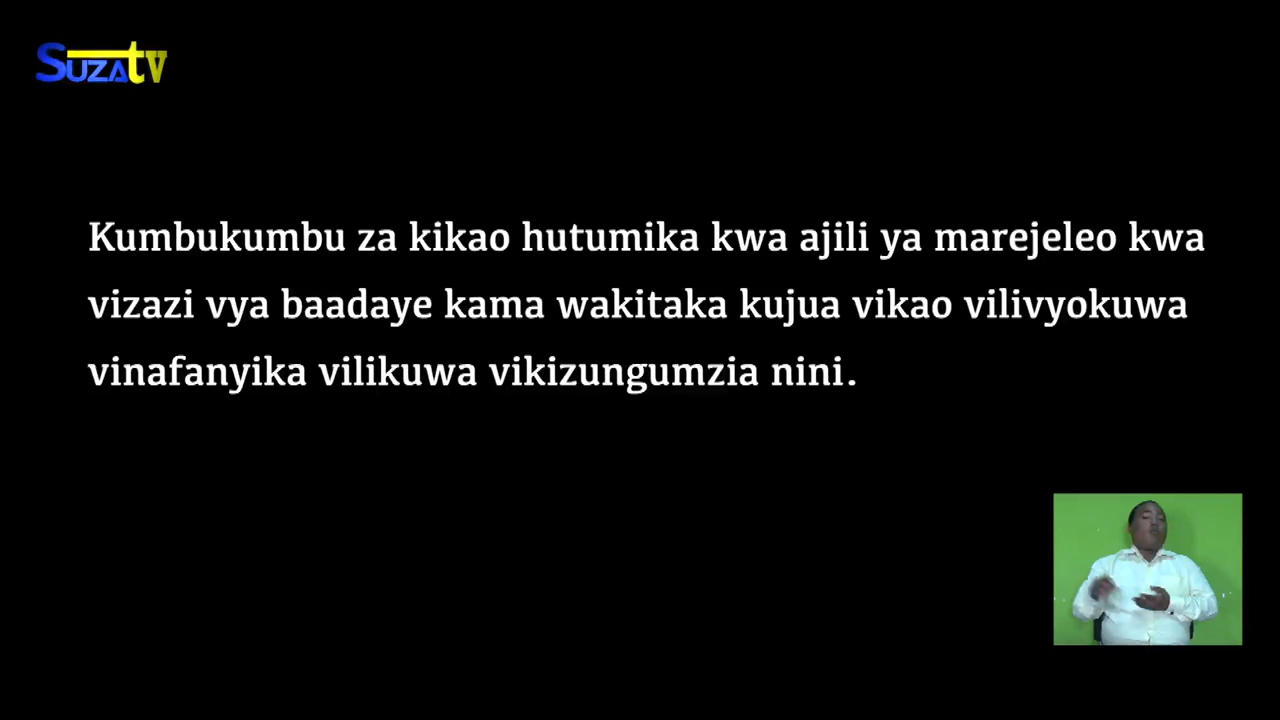 SUZAtv
Kumbukumbu za kikao hutumika kwa ajili ya marejeleo kwa
vizazi vya baadaye kama wakitaka kujua vikao vilivyokuwa
vinafanyika vilikuwa vikizungumzia nini.